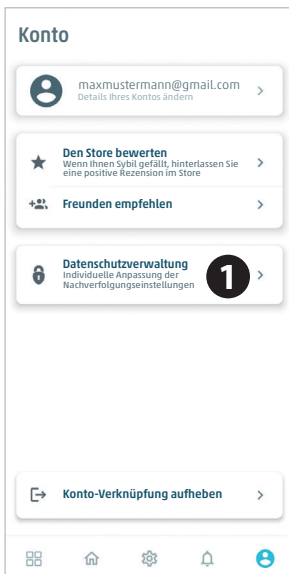 Konto
maxmustermann@gmail.com
Details Ihres Kontos ändern
Den Store bewerten
Wenn Ihnen Sybil gefällt, hinterlassen Sie
eine positive Rezension im Store
Freunden empfehlen
Datenschutzverwaltung
Individuelle Anpassung der
Nachverfolgungseinstellungen
1
Konto-Verknüpfung aufheben